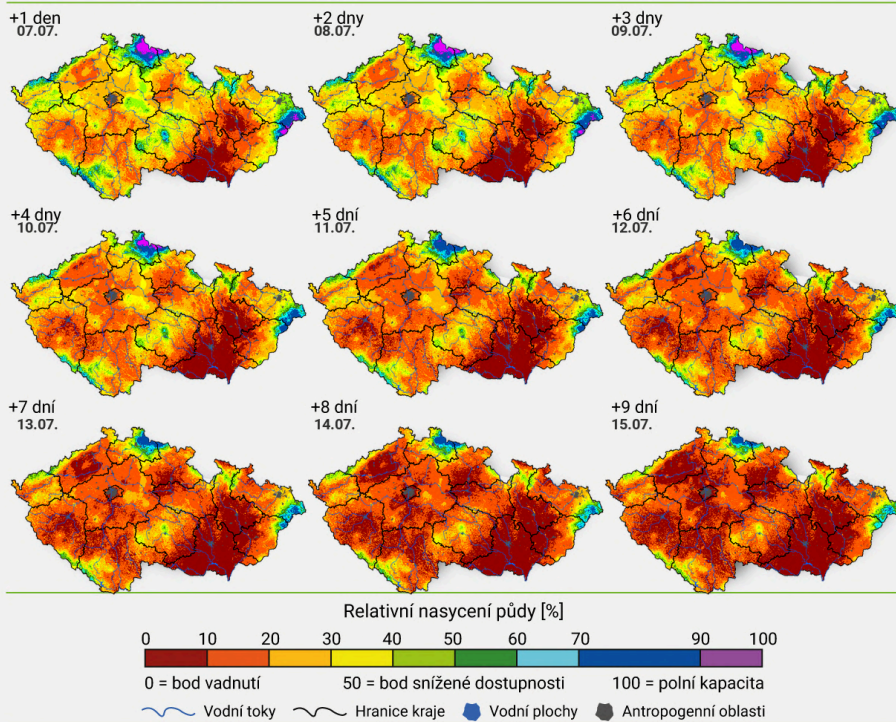 +1 den
07.07.
+2 dny
08.07.
+3 dny
09.07.
+4 dny
10.07.
+5 dní
11.07.
+6 dní
12.07.
+7 dní
13.07.
+8 dní
14.07.
+9 dní
15.07.
Relativní nasycení půdy [%]
0 10 20 30 40 50 60 70 90 100
0 = bod vadnutí 50 = bod snížené dostupnosti 100 = polní kapacita
Vodní toky Hranice kraje Vodní plochy Antropogenní oblasti